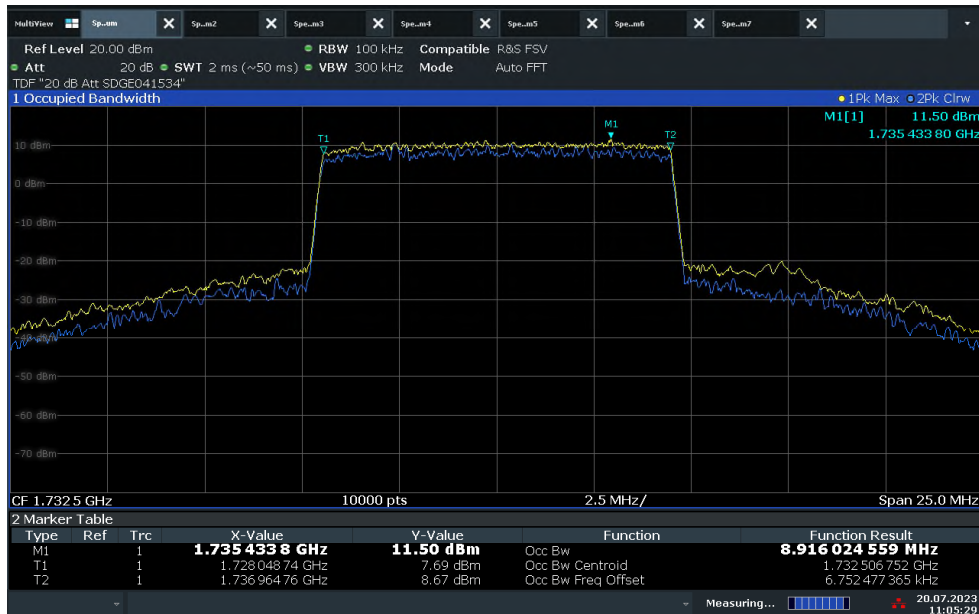 MultiView Sp..um Spe..m2 Spe..m3 Spe..m4 Spe..m5 Spe..m6 Spe..m7
Ref Level 20.00 dBm RBW 100 kHz Compatible R&S FSV
Att 20 dB SWT 2 ms (~50 ms) VBW 300 kHz Mode Auto FFT
TDF "20 dB Att SDGE041534"
1 Occupied Bandwidth 1Pk Max 2Pk Clrw
M1[1] 11.50 dBm
1.735 433 80 GHz
M1
T1 T2
10 dBm
0 dBm
-10 dBm
-20 dBm
-30 dBm
-40 dBm
-50 dBm
-60 dBm
-70 dBm
CF 1.732 5 GHz 10000 pts 2.5 MHz/ Span 25.0 MHz
2 Marker Table
Type Ref Trc X-Value Y-Value Function Function Result
M1 1 1.735 433 8 GHz 11.50 dBm Occ Bw 8.916 024 559 MHz
T1 1 1.728 048 74 GHz 7.69 dBm Occ Bw Centroid 1.732 506 752 GHz
T2 1 1.736 964 76 GHz 8.67 dBm Occ Bw Freq Offset 6.752 477 365 kHz
Measuring... 20.07.2023
11:05:29